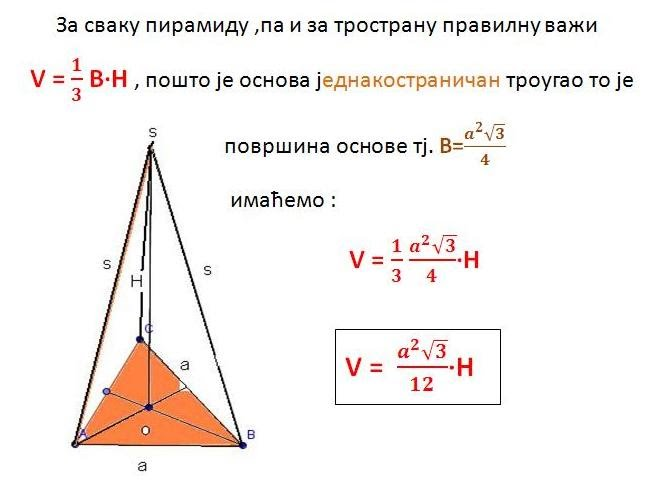 За сваку пирамиду ,па и за тространу правилну важи
V = 1/3 B·H , пошто је основа једнакостраничан троугао то је
површина основе тј. B= a²√3/4
имаћемо :
V = 1/3 a²√3/4 ·H
V = a²√3/12 ·H
s
s
H
s
C
a
A
O
B
a